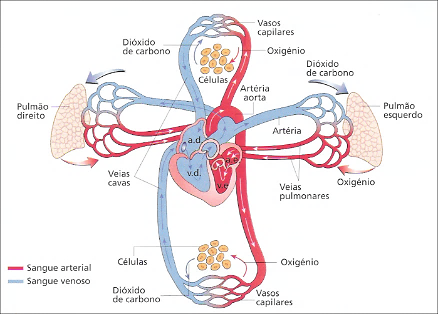 Vasos
capilares
Dióxido
de carbono
Oxigénio
Células
Dióxido
de carbono
Artéria
aorta
Pulmão
direito
Artéria
Pulmão
esquerdo
a.d.
a.e.
v.d.
v.e.
Veias
cavas
Veias
pulmonares
Oxigénio
Células
Oxigénio
Sangue arterial
Sangue venoso
Dióxido
de carbono
Vasos
capilares